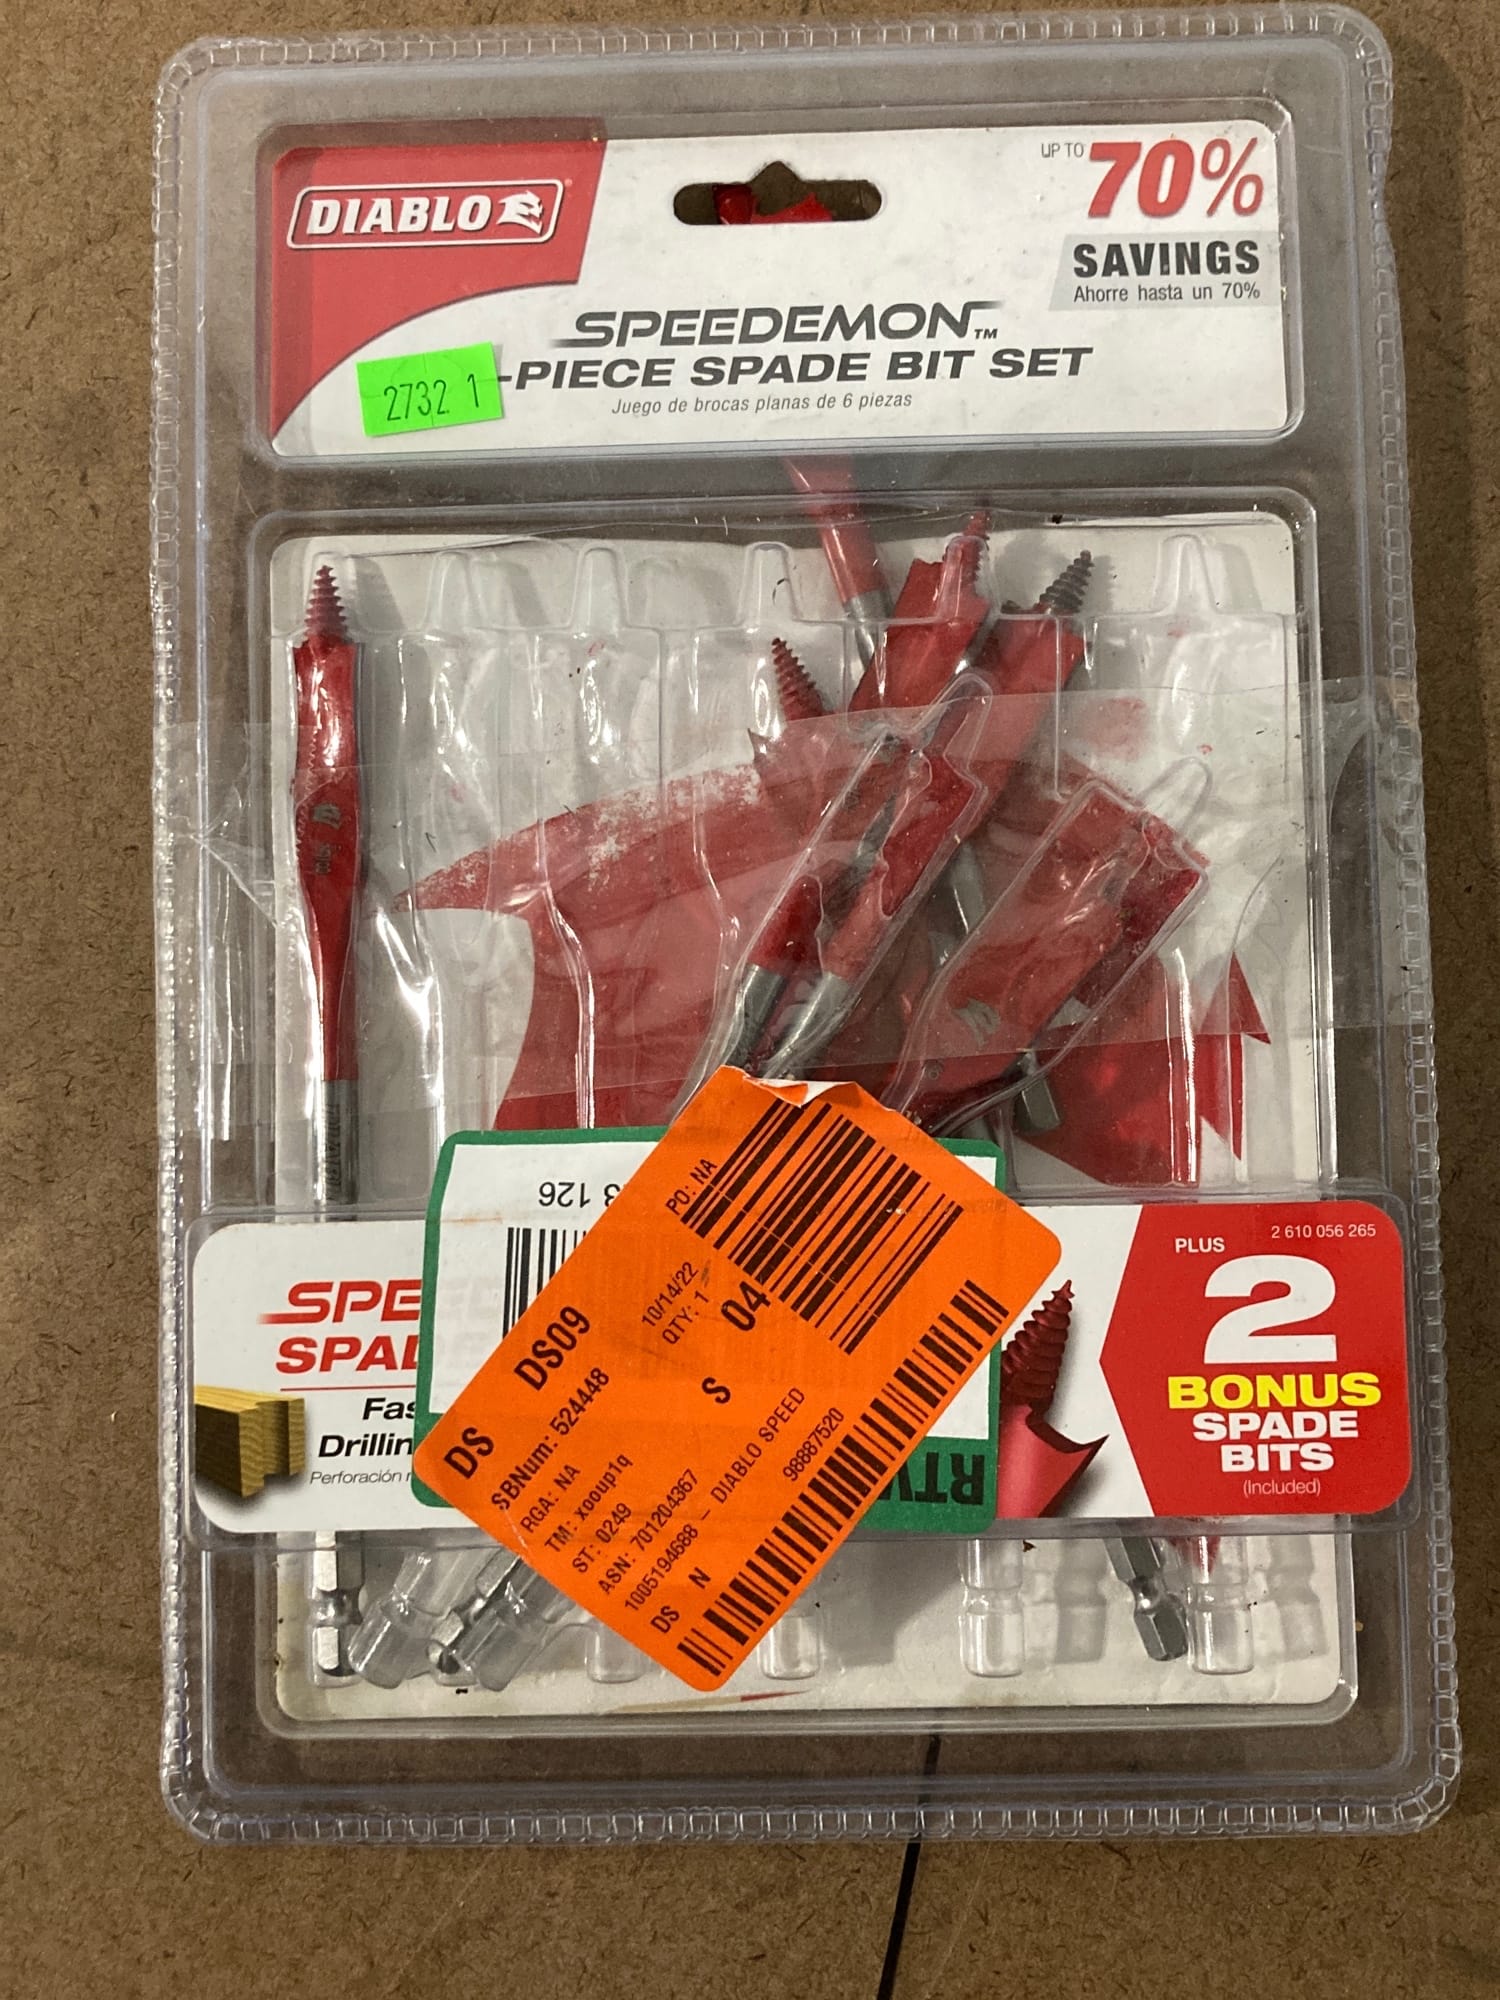 DIABLO
UP TO 70%
SAVINGS
Ahorre hasta un 70%
SPEEDEMON™
-PIECE SPADE BIT SET
Juego de brocas planas de 6 piezas
2732 1
126
PO: NA
10/14/22
QTY: 1
04
DS DS09
SBNum: 524448
S
RGA: NA
TM: xooup1q
ST: 0249
ASN: 701204367
1005194688 - DIABLO SPEED
DS N
98887520
RTV
SPE
SPAD
Fas
Drillin
Perforación
2 610 056 265
PLUS
2
BONUS
SPADE
BITS
(Included)